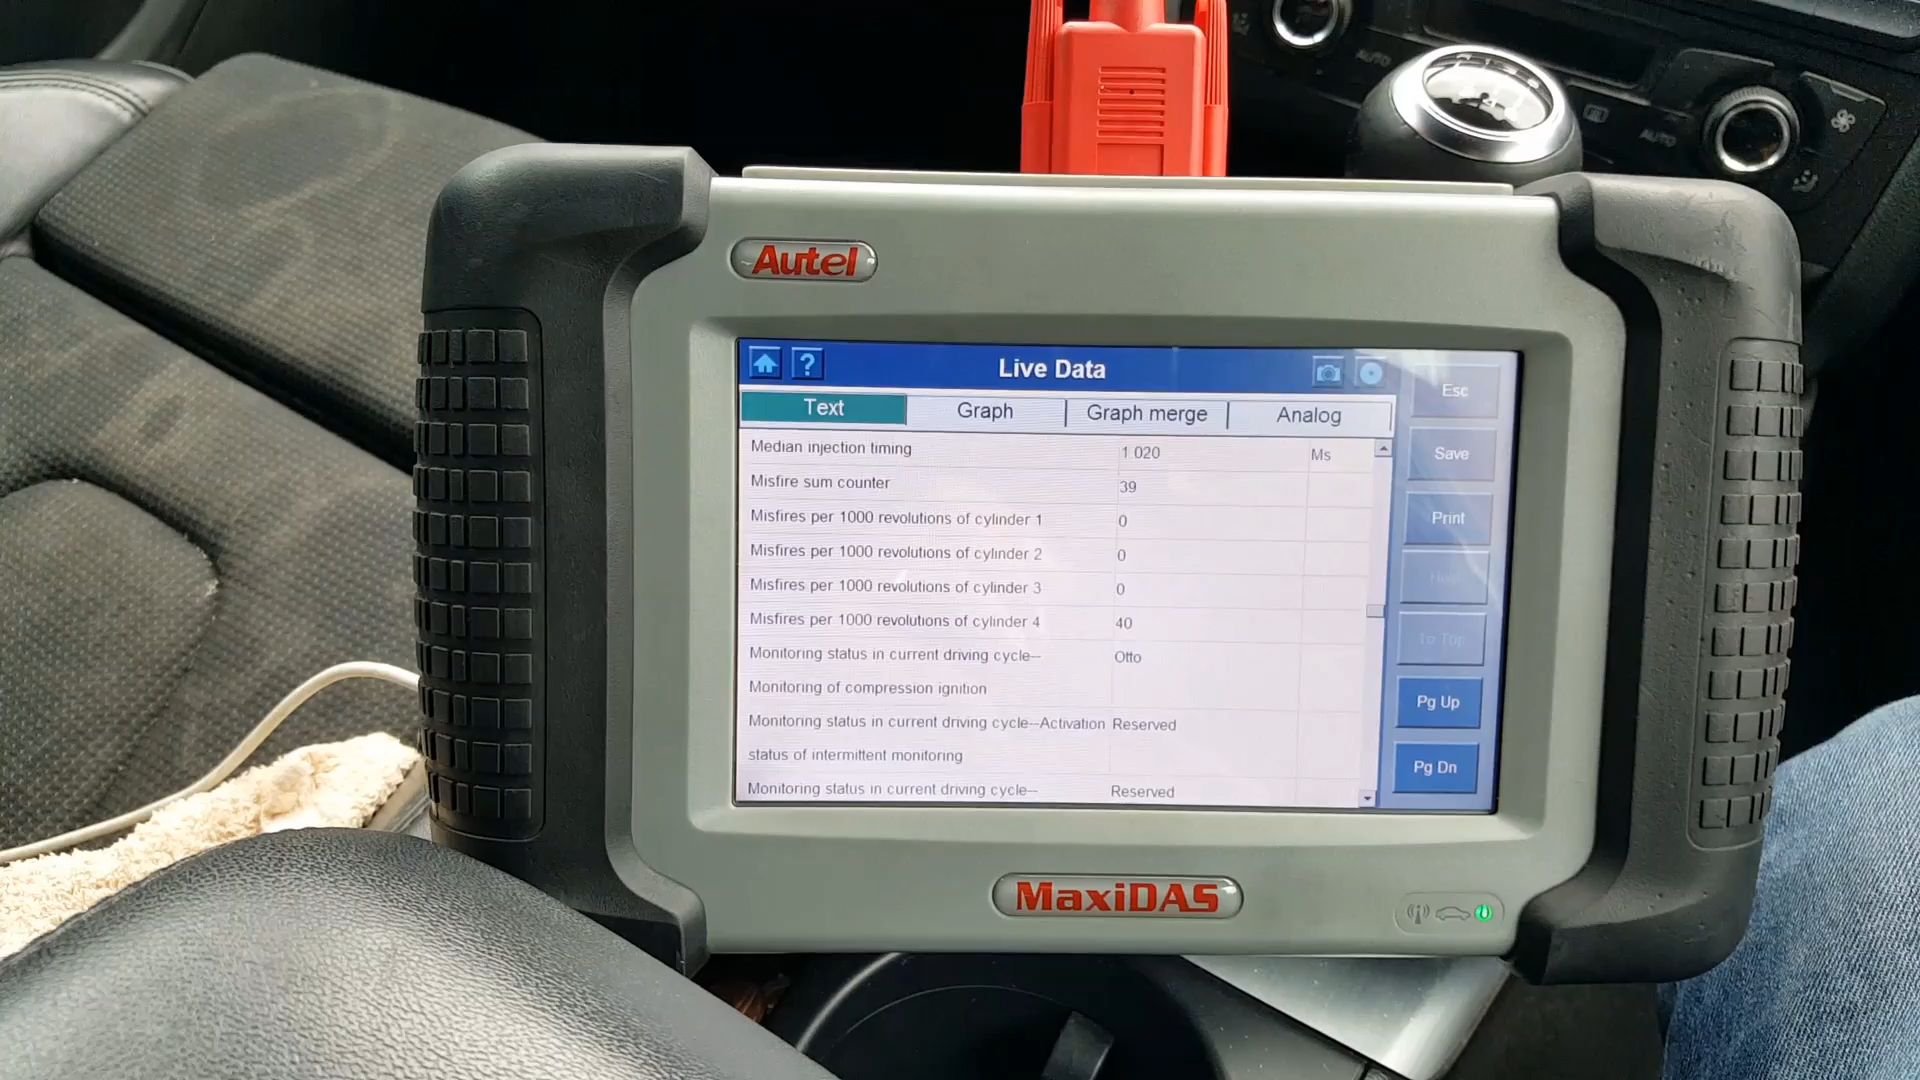 AUTO
AUTO
Autel
Live Data
Esc
Text Graph Graph merge Analog
Median injection timing 1 020 Ms
Save
Misfire sum counter 39
Misfires per 1000 revolutions of cylinder 1 0
Print
Misfires per 1000 revolutions of cylinder 2 0
Misfires per 1000 revolutions of cylinder 3 0
Misfires per 1000 revolutions of cylinder 4 40
To Top
Monitoring status in current driving cycle-- Otto
Monitoring of compression ignition
Pg Up
Monitoring status in current driving cycle--Activation Reserved
status of intermittent monitoring
Pg Dn
Monitoring status in current driving cycle-- Reserved
MaxiDAS